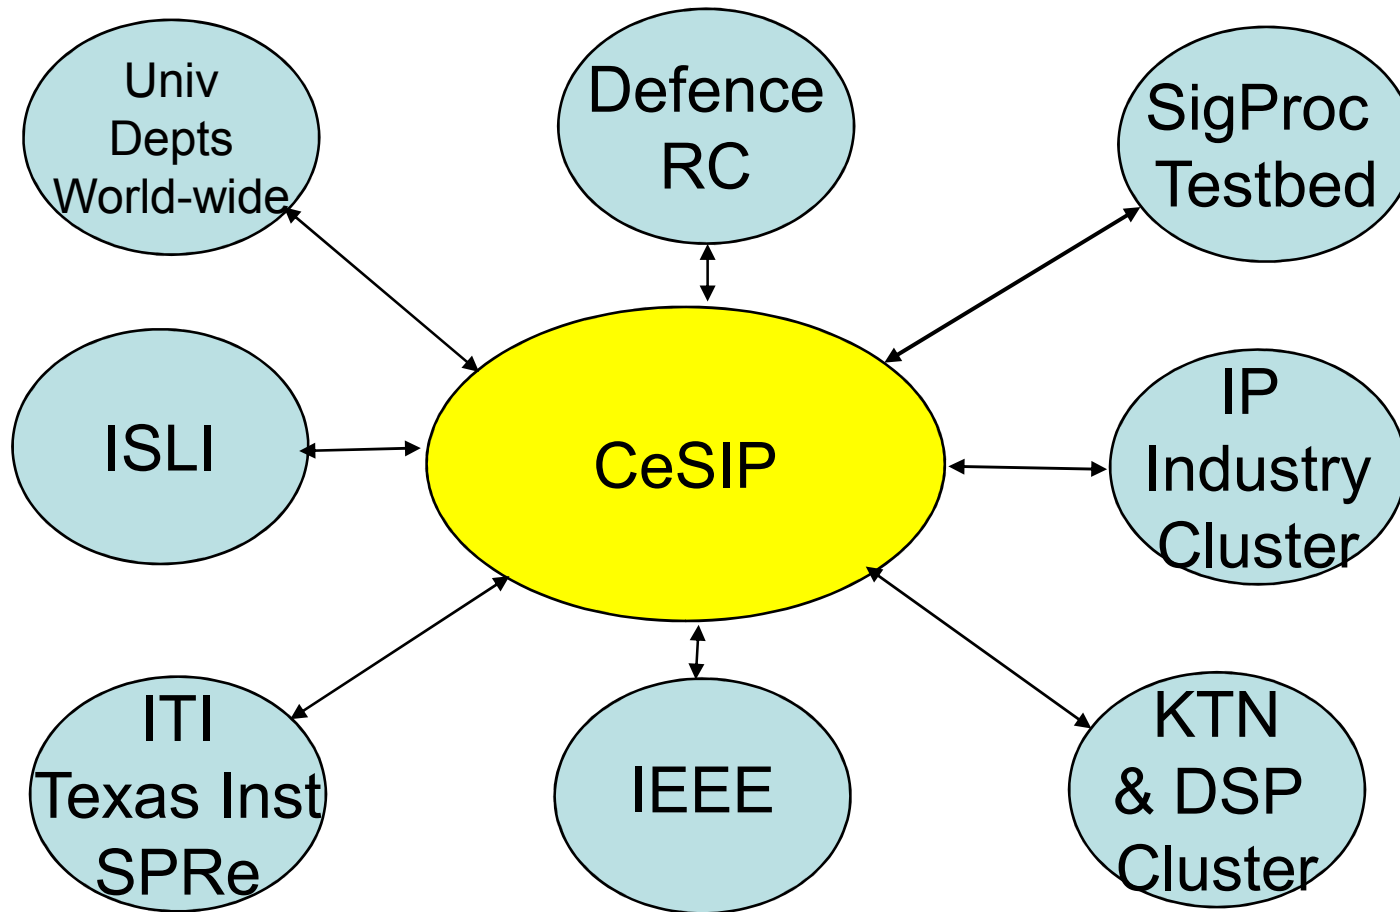 Univ
Depts
World-wide
Defence
RC
SigProc
Testbed
ISLI
CeSIP
IP
Industry
Cluster
ITI
Texas Inst
SPRe
IEEE
KTN
& DSP
Cluster